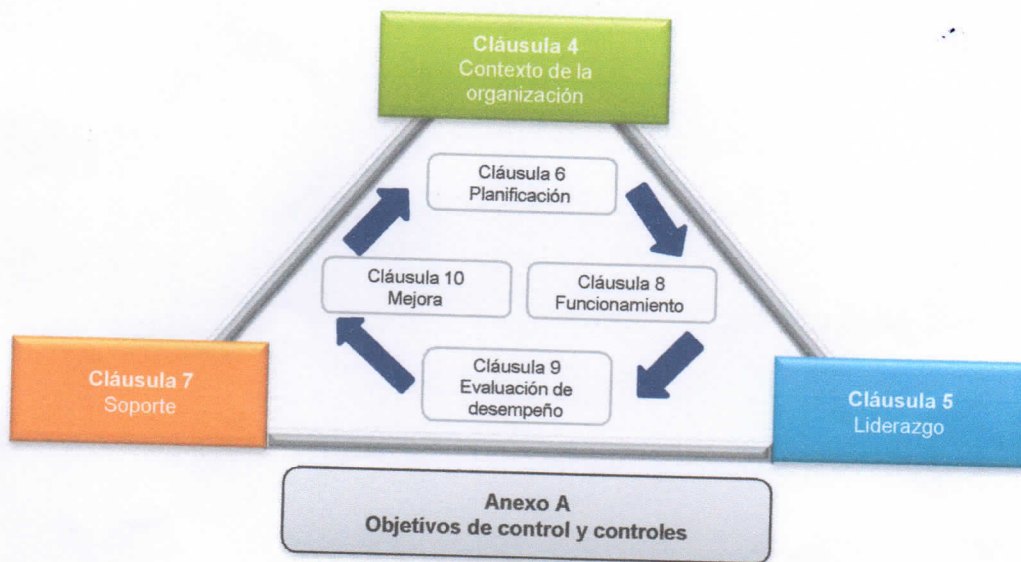 Cláusula 4
Contexto de la
organización
Cláusula 6
Planificación
Cláusula 10
Mejora
Cláusula 8
Funcionamiento
Cláusula 9
Evaluación de
desempeño
Cláusula 7
Soporte
Cláusula 5
Liderazgo
Anexo A
Objetivos de control y controles